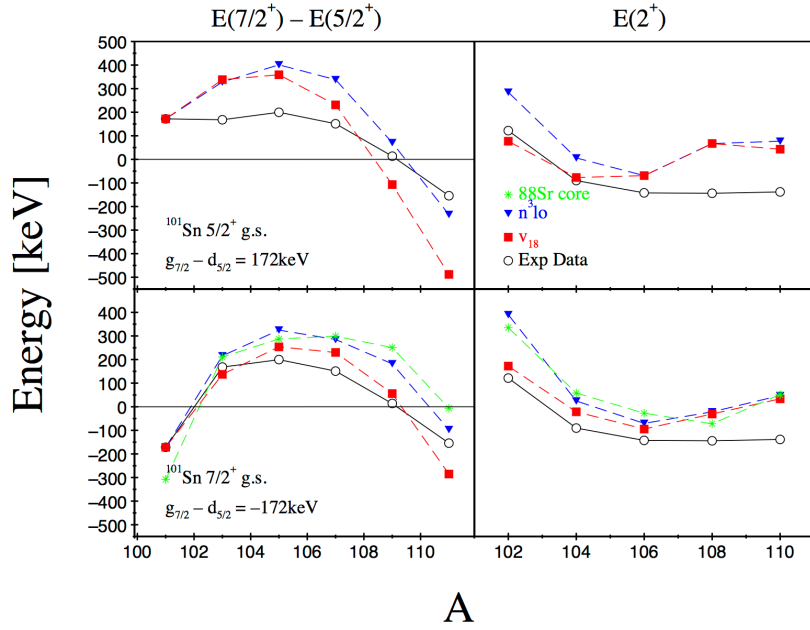 E(7/2⁺) – E(5/2⁺)
E(2⁺)
Energy [keV]
500
400
300
200
100
0
−100
−200
−300
−400
−500
¹⁰¹Sn 5/2⁺ g.s.
g₇/₂ – d₅/₂ = 172keV
88Sr core
n³lo
v₁₈
Exp Data
400
300
200
100
0
−100
−200
−300
−400
−500
¹⁰¹Sn 7/2⁺ g.s.
g₇/₂ – d₅/₂ = −172keV
100 102 104 106 108 110
102 104 106 108 110
A